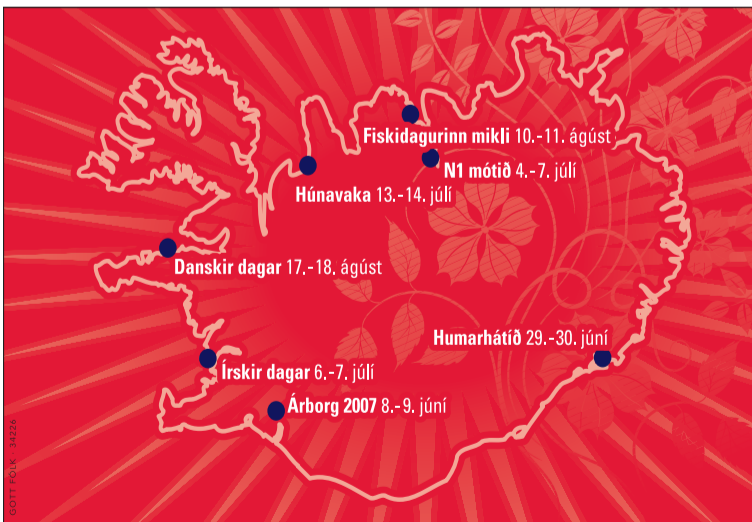 Fiskidagurinn mikli 10.-11. ágúst
N1 mótið 4.-7. júlí
Húnavaka 13.-14. júlí
Danskir dagar 17.-18. ágúst
Humarhátíð 29.-30. júní
Írskir dagar 6.-7. júlí
Árborg 2007 8.-9. júní
GOTT FÓLK 34226